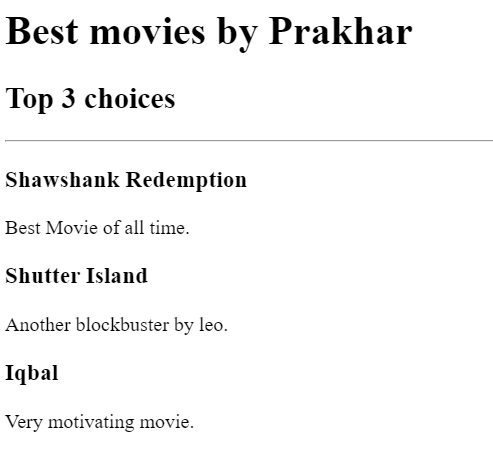 Best movies by Prakhar
Top 3 choices
Shawshank Redemption
Best Movie of all time.
Shutter Island
Another blockbuster by leo.
Iqbal
Very motivating movie.